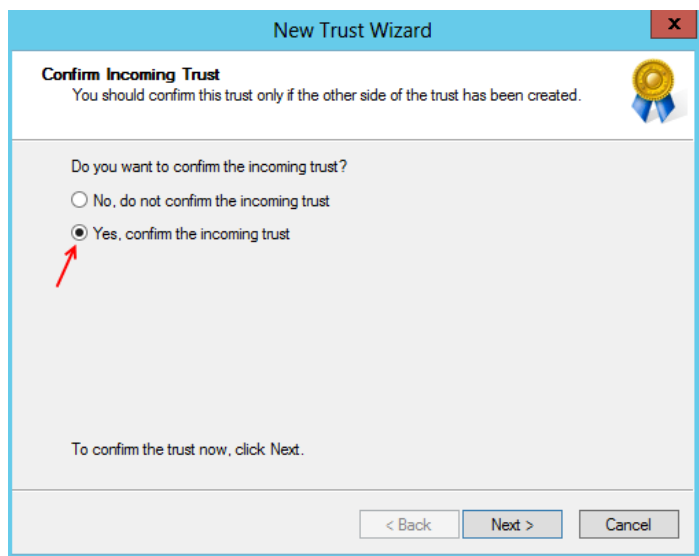 New Trust Wizard
x
Confirm Incoming Trust
You should confirm this trust only if the other side of the trust has been created.
Do you want to confirm the incoming trust?
No, do not confirm the incoming trust
Yes, confirm the incoming trust
To confirm the trust now, click Next.
< Back Next > Cancel